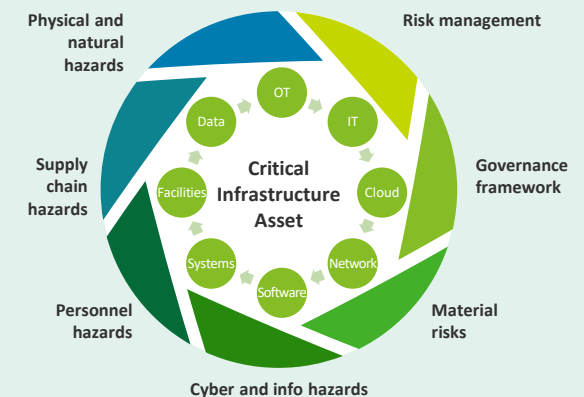 Physical and
natural
hazards
Risk management
OT
Data
IT
Critical
Infrastructure
Asset
Supply
chain
hazards
Facilities
Cloud
Governance
framework
Systems
Network
Software
Personnel
hazards
Material
risks
Cyber and info hazards